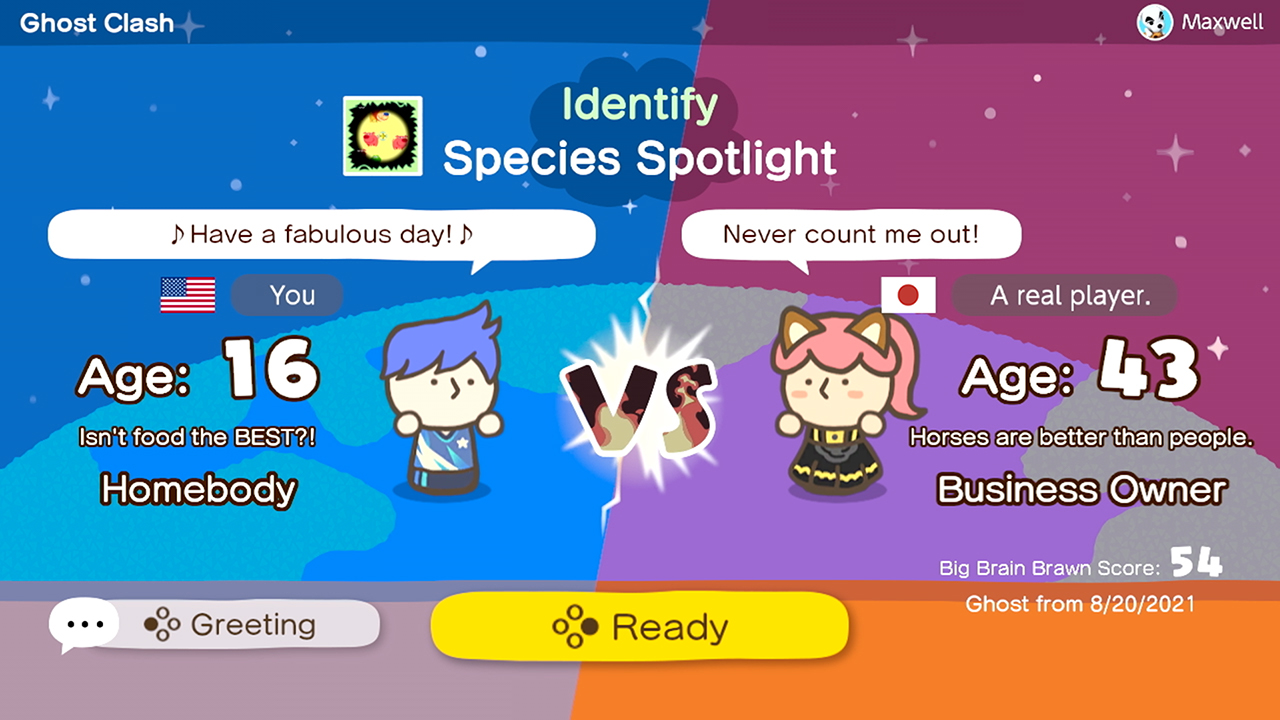 Ghost Clash
Maxwell
Identify
Species Spotlight
♪Have a fabulous day!♪
Never count me out!
You
A real player.
Age: 16
VS
Age: 43
Isn't food the BEST?!
Horses are better than people.
Homebody
Business Owner
Big Brain Brawn Score: 54
Ghost from 8/20/2021
... Greeting
Ready